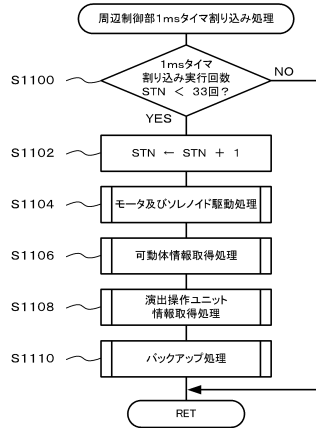 周辺制御部1msタイマ割り込み処理
S1100
1msタイマ
割り込み実行回数
STN ＜ 33回？
NO
YES
S1102
STN ← STN ＋ 1
S1104
モータ及びソレノイド駆動処理
S1106
可動体情報取得処理
S1108
演出操作ユニット
情報取得処理
S1110
バックアップ処理
RET